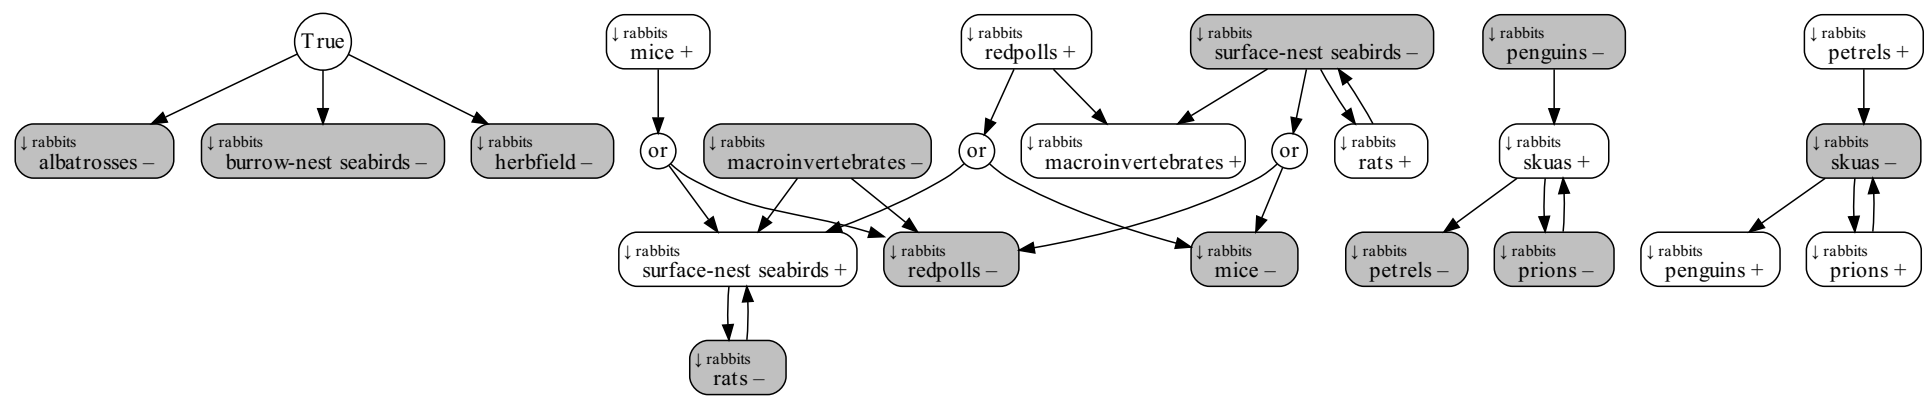 True
↓ rabbits
mice +
↓ rabbits
redpolls +
↓ rabbits
surface-nest seabirds –
↓ rabbits
penguins –
↓ rabbits
petrels +
↓ rabbits
albatrosses –
↓ rabbits
burrow-nest seabirds –
↓ rabbits
herbfield –
or
↓ rabbits
macroinvertebrates –
or
↓ rabbits
macroinvertebrates +
or
↓ rabbits
rats +
↓ rabbits
skuas +
↓ rabbits
skuas –
↓ rabbits
surface-nest seabirds +
↓ rabbits
redpolls –
↓ rabbits
mice –
↓ rabbits
petrels –
↓ rabbits
prions –
↓ rabbits
penguins +
↓ rabbits
prions +
↓ rabbits
rats –